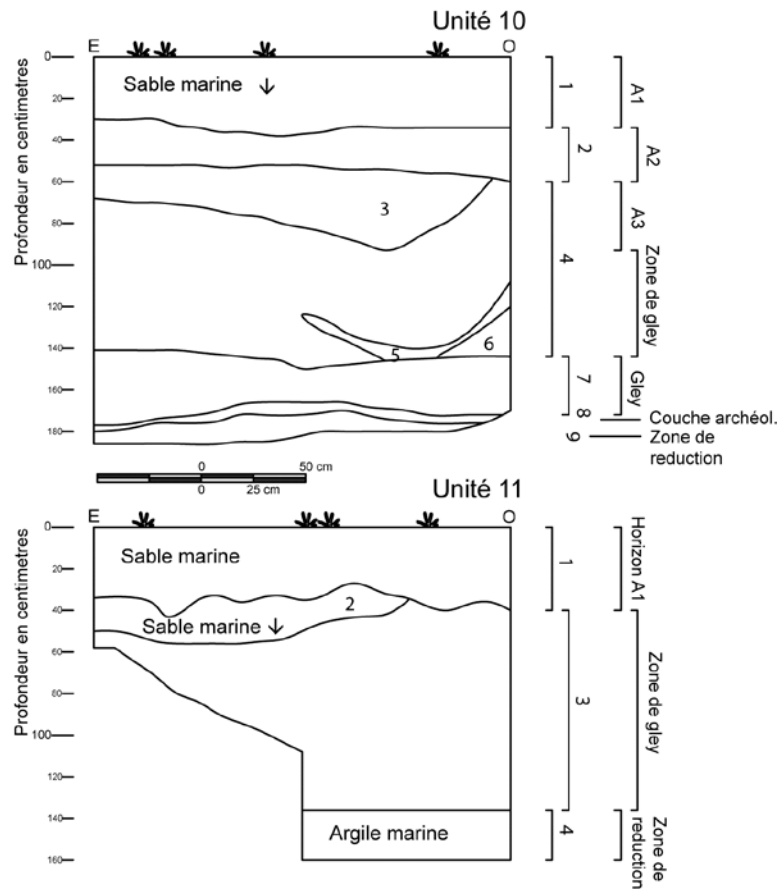 Unité 10
E
O
Profondeur en centimetres
0
20
40
60
80
100
120
140
160
180
Sable marine
3
5
6
1
2
4
7
8
9
A1
A2
A3
Zone de gley
Gley
Couche archéol.
Zone de
reduction
0 50 cm
0 25 cm
Unité 11
E
O
Profondeur en centimetres
0
20
40
60
80
100
120
140
160
Sable marine
2
Sable marine
Argile marine
1
3
4
Horizon A1
Zone de gley
Zone de
reduction